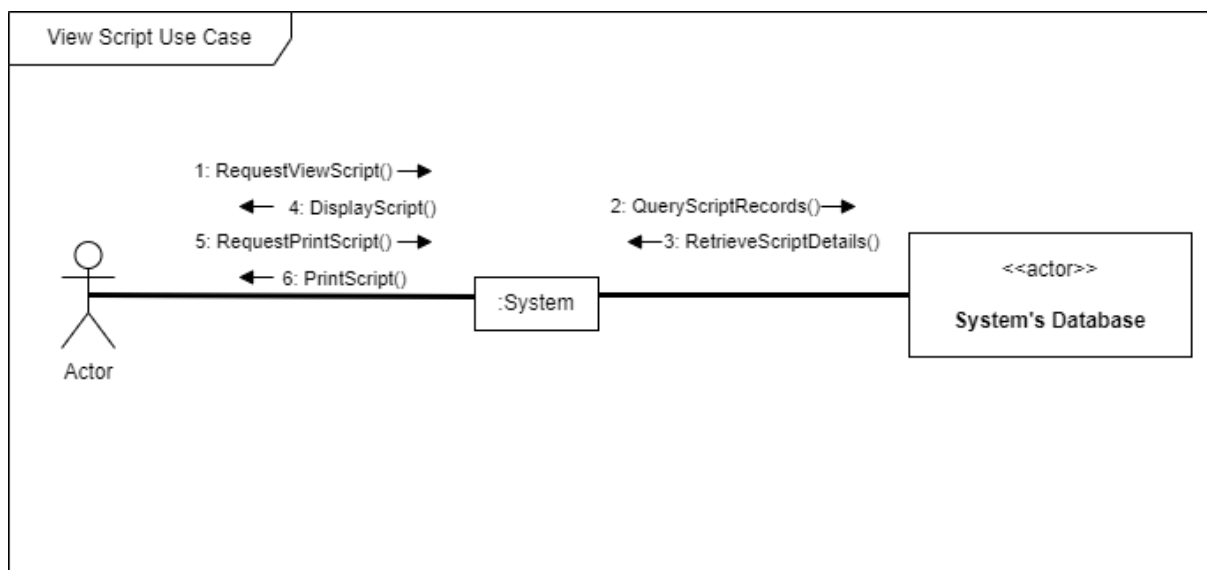 View Script Use Case
1: RequestViewScript()
4: DisplayScript()
2: QueryScriptRecords()
5: RequestPrintScript()
3: RetrieveScriptDetails()
6: PrintScript()
<<actor>>
:System
System's Database
Actor